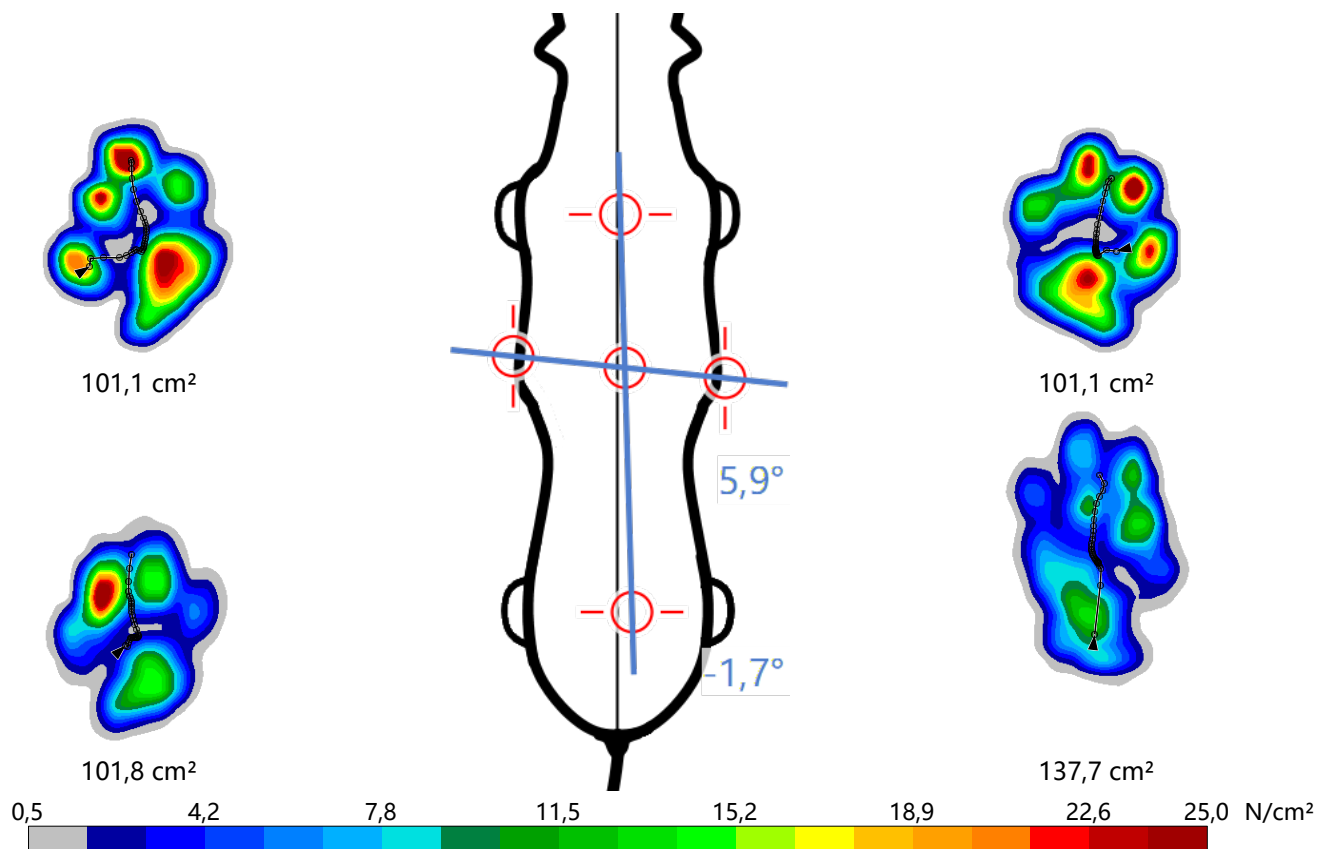 101,1 cm²
101,1 cm²
5,9°
-1,7°
101,8 cm²
137,7 cm²
0,5 4,2 7,8 11,5 15,2 18,9 22,6 25,0 N/cm²